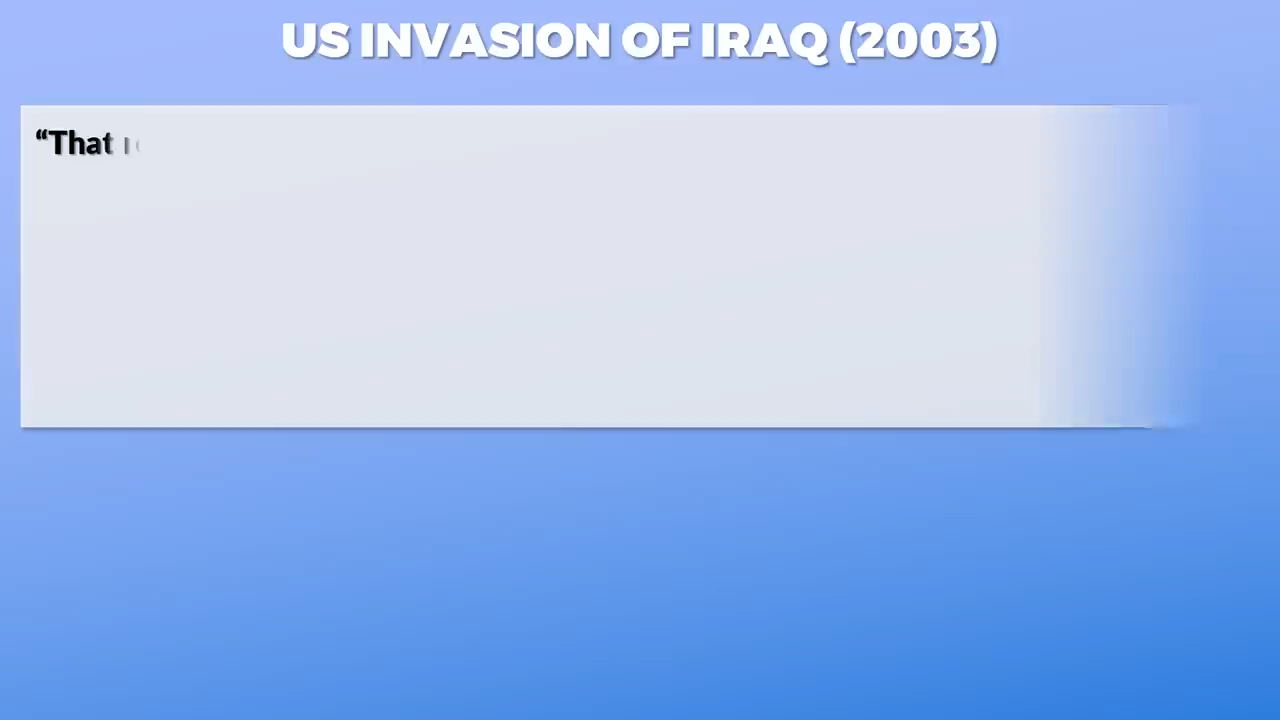 US INVASION OF IRAQ (2003)
“That